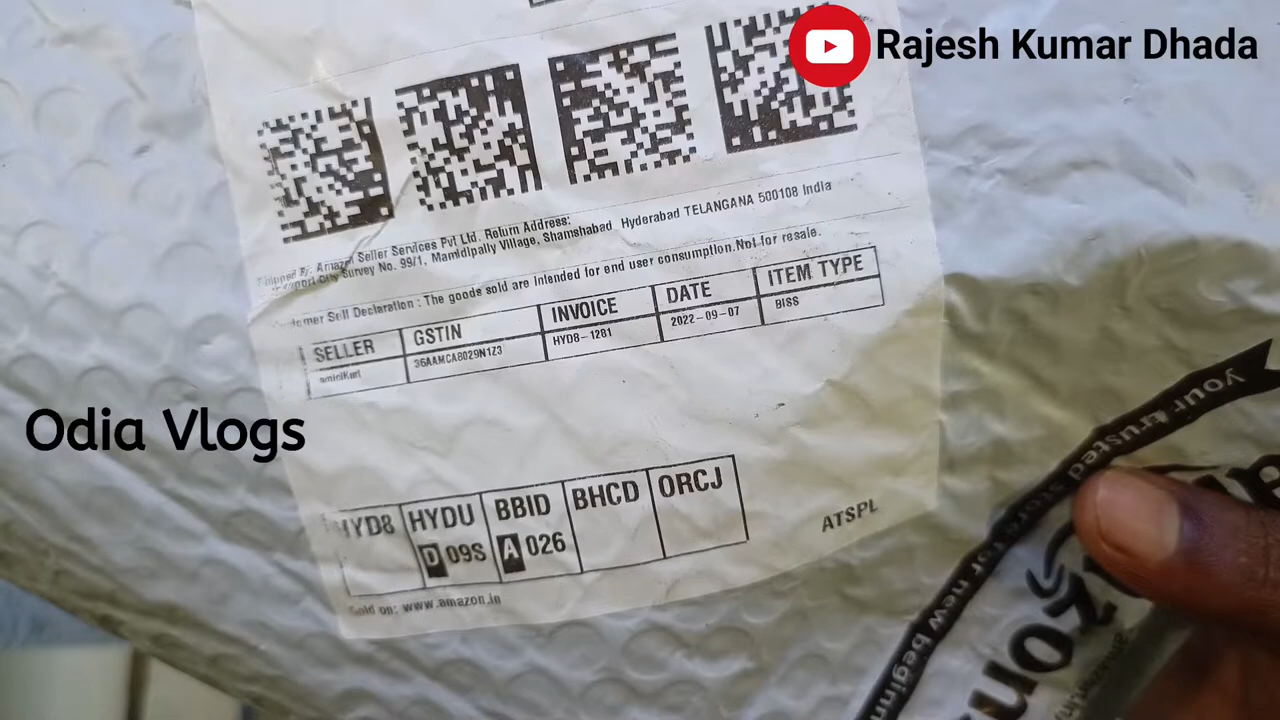 Rajesh Kumar Dhada
Amazon Seller Services Pvt Ltd. Return Address:
Survey No. 99/1, Mamidipally Village, Shamshabad Hyderabad TELANGANA 500108 India
Sell Declaration : The goods sold are intended for end user consumption.Not for resale.
SELLER GSTIN INVOICE DATE ITEM TYPE
36AAMCA8029N1Z3 HYD8-1281 2022-09-07 BISS
Odia Vlogs
HYD8 HYDU BBID BHCD ORCJ
D 09S A 026
ATSPL
Sold on: www.amazon.in
your trusted store for new beginn